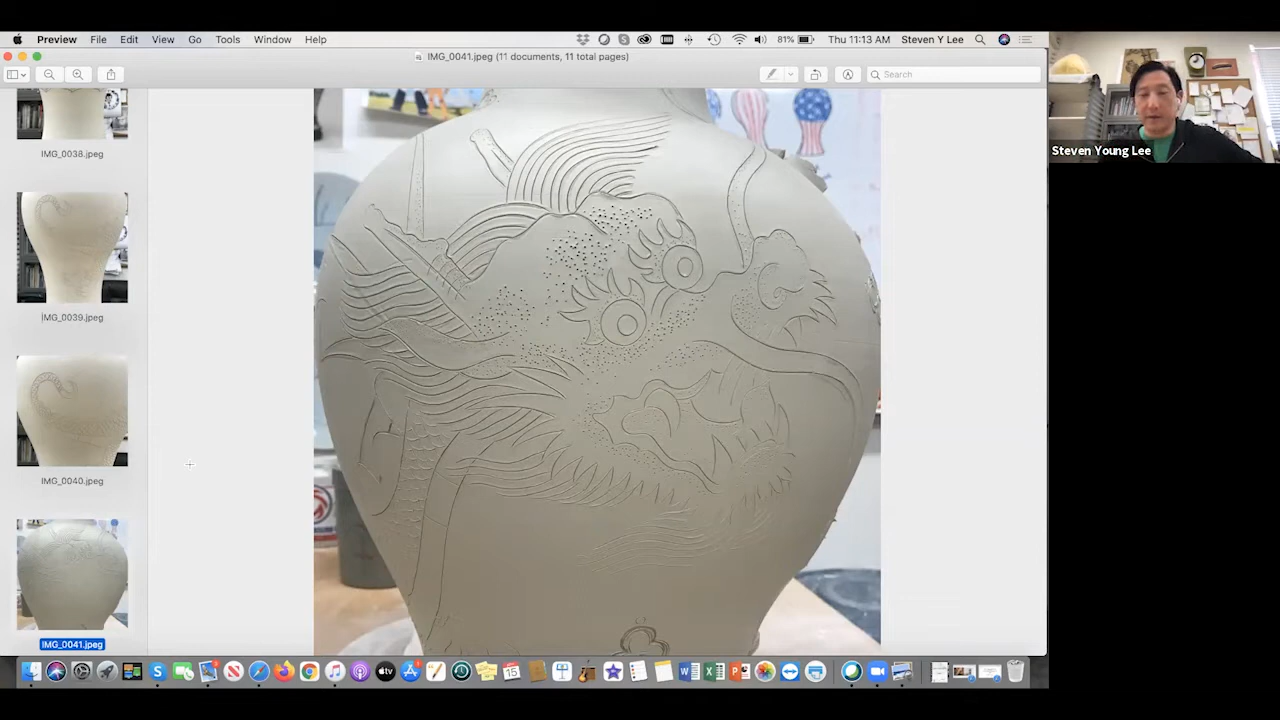 Preview File Edit View Go Tools Window Help 81% Thu 11:13 AM Steven Y Lee
IMG_0041.jpeg (11 documents, 11 total pages)
Search
IMG_0038.jpeg
IMG_0039.jpeg
IMG_0040.jpeg
IMG_0041.jpeg
Steven Young Lee